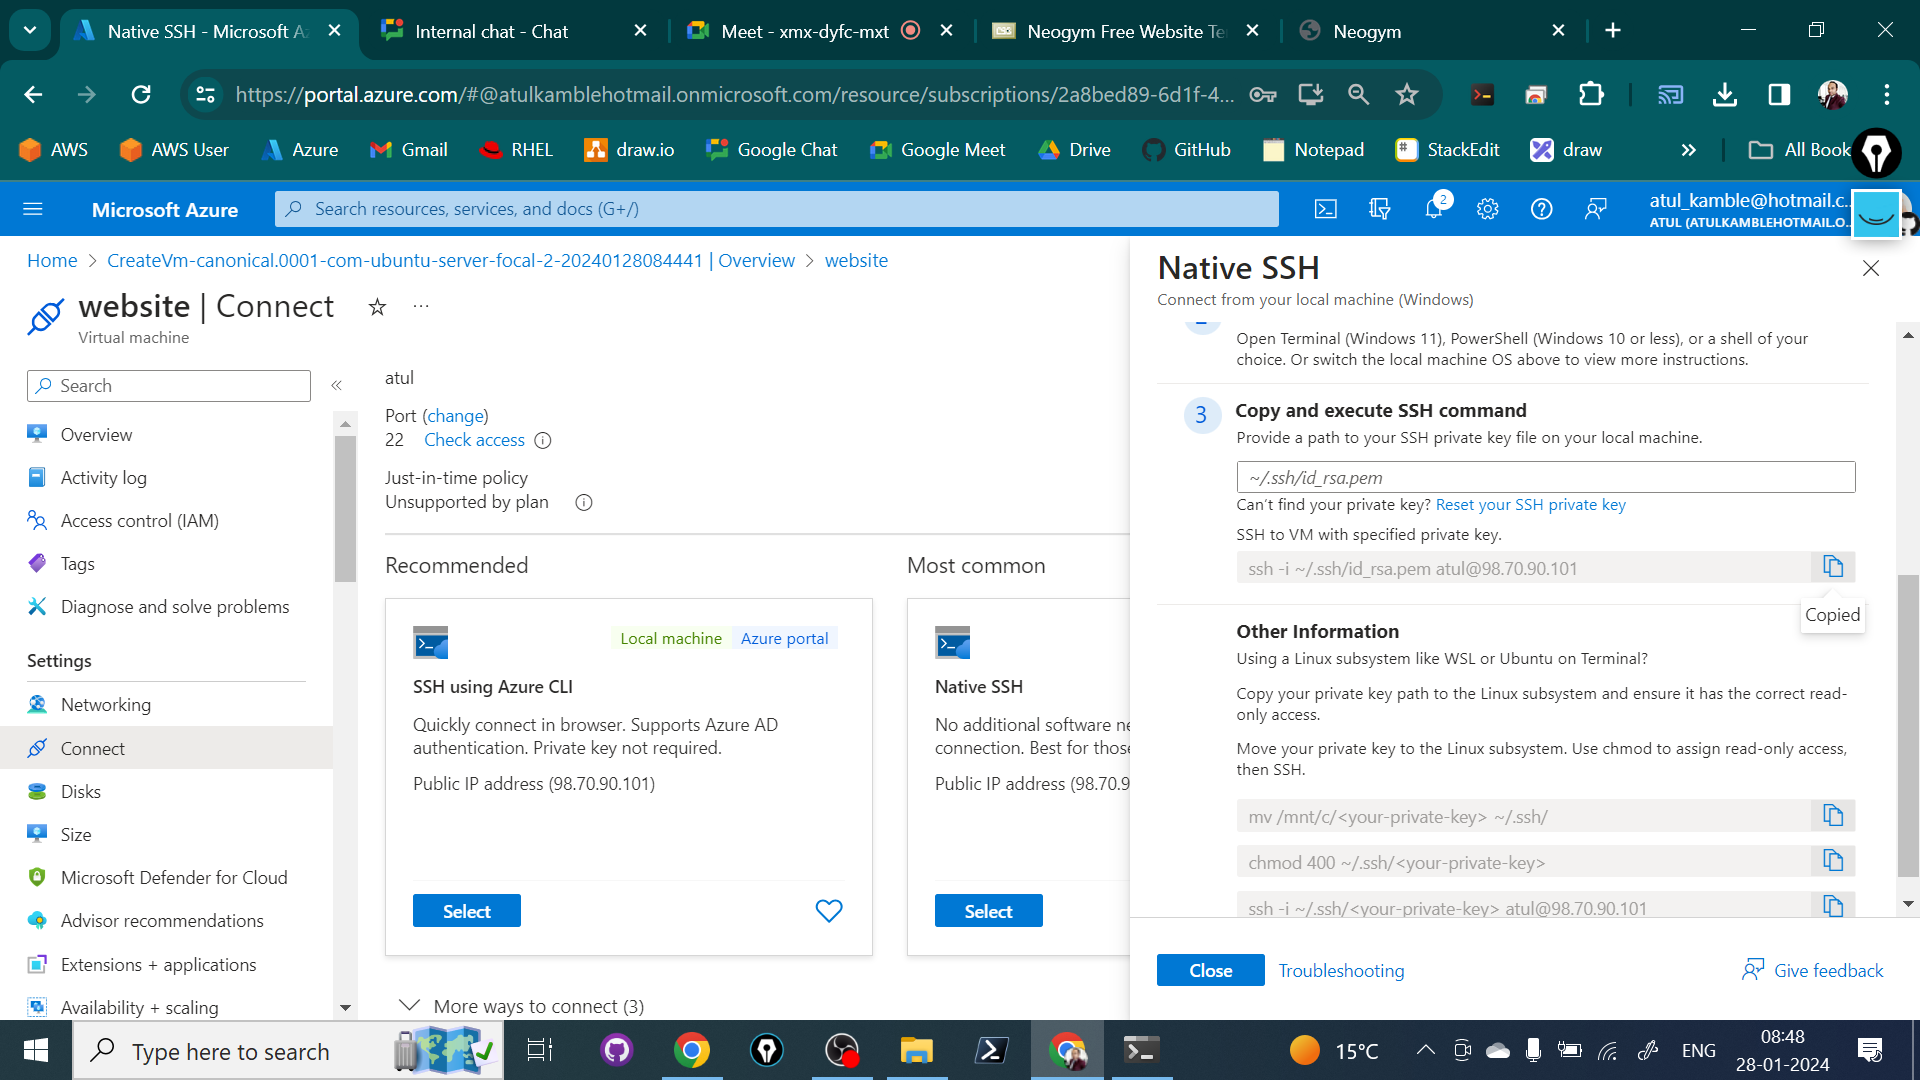 Native SSH - Microsoft Az
Internal chat - Chat
Meet - xmx-dyfc-mxt
Neogym Free Website Te
Neogym
https://portal.azure.com/#@atulkamblehotmail.onmicrosoft.com/resource/subscriptions/2a8bed89-6d1f-4...
AWS
AWS User
Azure
Gmail
RHEL
draw.io
Google Chat
Google Meet
Drive
GitHub
Notepad
StackEdit
draw
All Book
Microsoft Azure
Search resources, services, and docs (G+/)
2
atul_kamble@hotmail.c...
ATUL (ATULKAMBLEHOTMAIL.O...
Home > CreateVm-canonical.0001-com-ubuntu-server-focal-2-20240128084441 | Overview > website
website | Connect
Virtual machine
Search
Overview
Activity log
Access control (IAM)
Tags
Diagnose and solve problems
Settings
Networking
Connect
Disks
Size
Microsoft Defender for Cloud
Advisor recommendations
Extensions + applications
Availability + scaling
atul
Port (change)
22 Check access
Just-in-time policy
Unsupported by plan
Recommended
Local machine
Azure portal
SSH using Azure CLI
Quickly connect in browser. Supports Azure AD
authentication. Private key not required.
Public IP address (98.70.90.101)
Select
Most common
Native SSH
No additional software ne
connection. Best for those
Public IP address (98.70.9
Select
More ways to connect (3)
Native SSH
Connect from your local machine (Windows)
Open Terminal (Windows 11), PowerShell (Windows 10 or less), or a shell of your
choice. Or switch the local machine OS above to view more instructions.
3
Copy and execute SSH command
Provide a path to your SSH private key file on your local machine.
~/.ssh/id_rsa.pem
Can't find your private key? Reset your SSH private key
SSH to VM with specified private key.
ssh -i ~/.ssh/id_rsa.pem atul@98.70.90.101
Copied
Other Information
Using a Linux subsystem like WSL or Ubuntu on Terminal?
Copy your private key path to the Linux subsystem and ensure it has the correct read-
only access.
Move your private key to the Linux subsystem. Use chmod to assign read-only access,
then SSH.
mv /mnt/c/<your-private-key> ~/.ssh/
chmod 400 ~/.ssh/<your-private-key>
ssh -i ~/.ssh/<your-private-key> atul@98.70.90.101
Close
Troubleshooting
Give feedback
Type here to search
15°C
ENG
08:48
28-01-2024